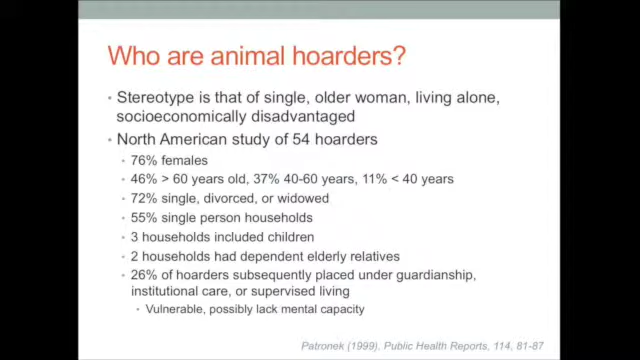 Who are animal hoarders?
• Stereotype is that of single, older woman, living alone,
socioeconomically disadvantaged
• North American study of 54 hoarders
• 76% females
• 46% > 60 years old, 37% 40-60 years, 11% < 40 years
• 72% single, divorced, or widowed
• 55% single person households
• 3 households included children
• 2 households had dependent elderly relatives
• 26% of hoarders subsequently placed under guardianship,
institutional care, or supervised living
• Vulnerable, possibly lack mental capacity
Patronek (1999). Public Health Reports, 114, 81-87